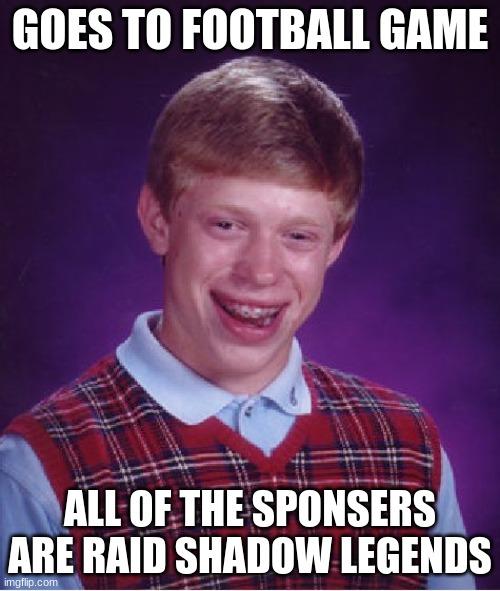 GOES TO FOOTBALL GAME
ALL OF THE SPONSERS
ARE RAID SHADOW LEGENDS
imgflip.com